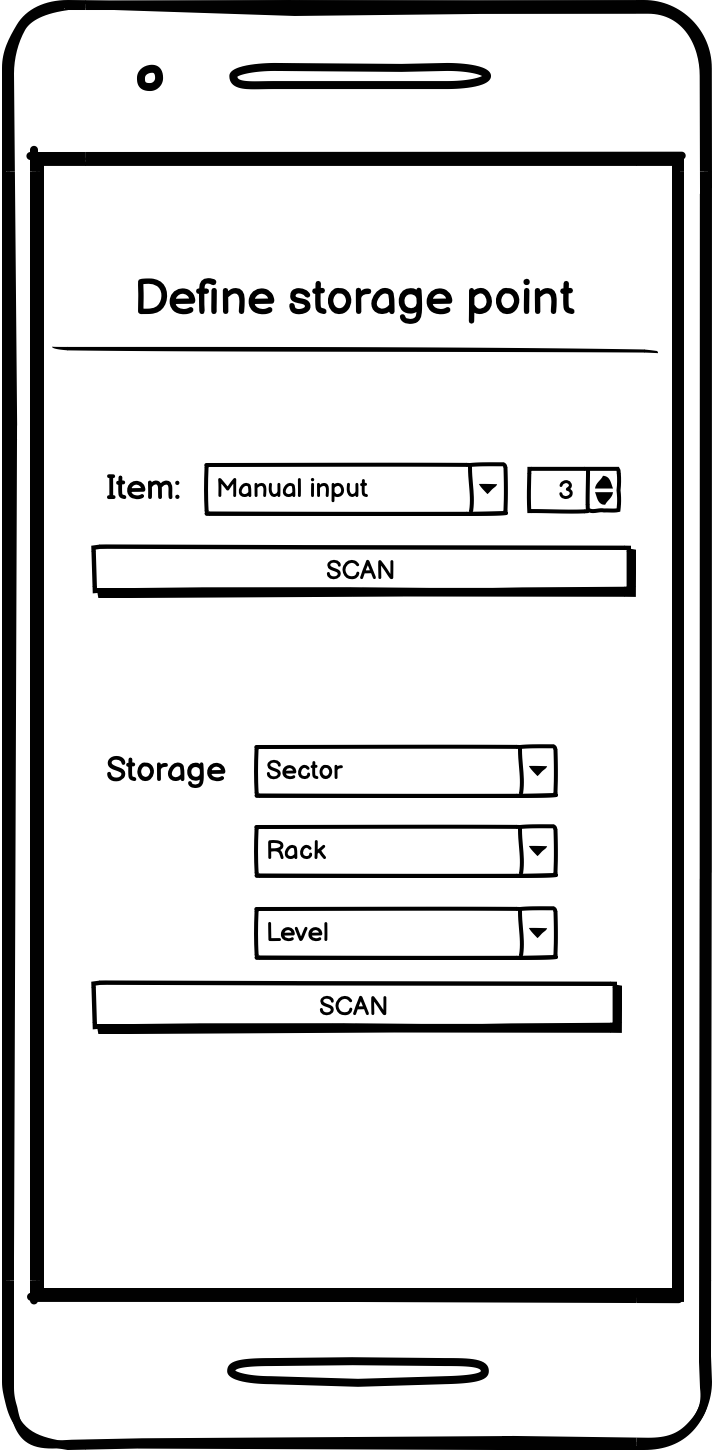 Define storage point
Item: Manual input 3
SCAN
Storage Sector
Rack
Level
SCAN